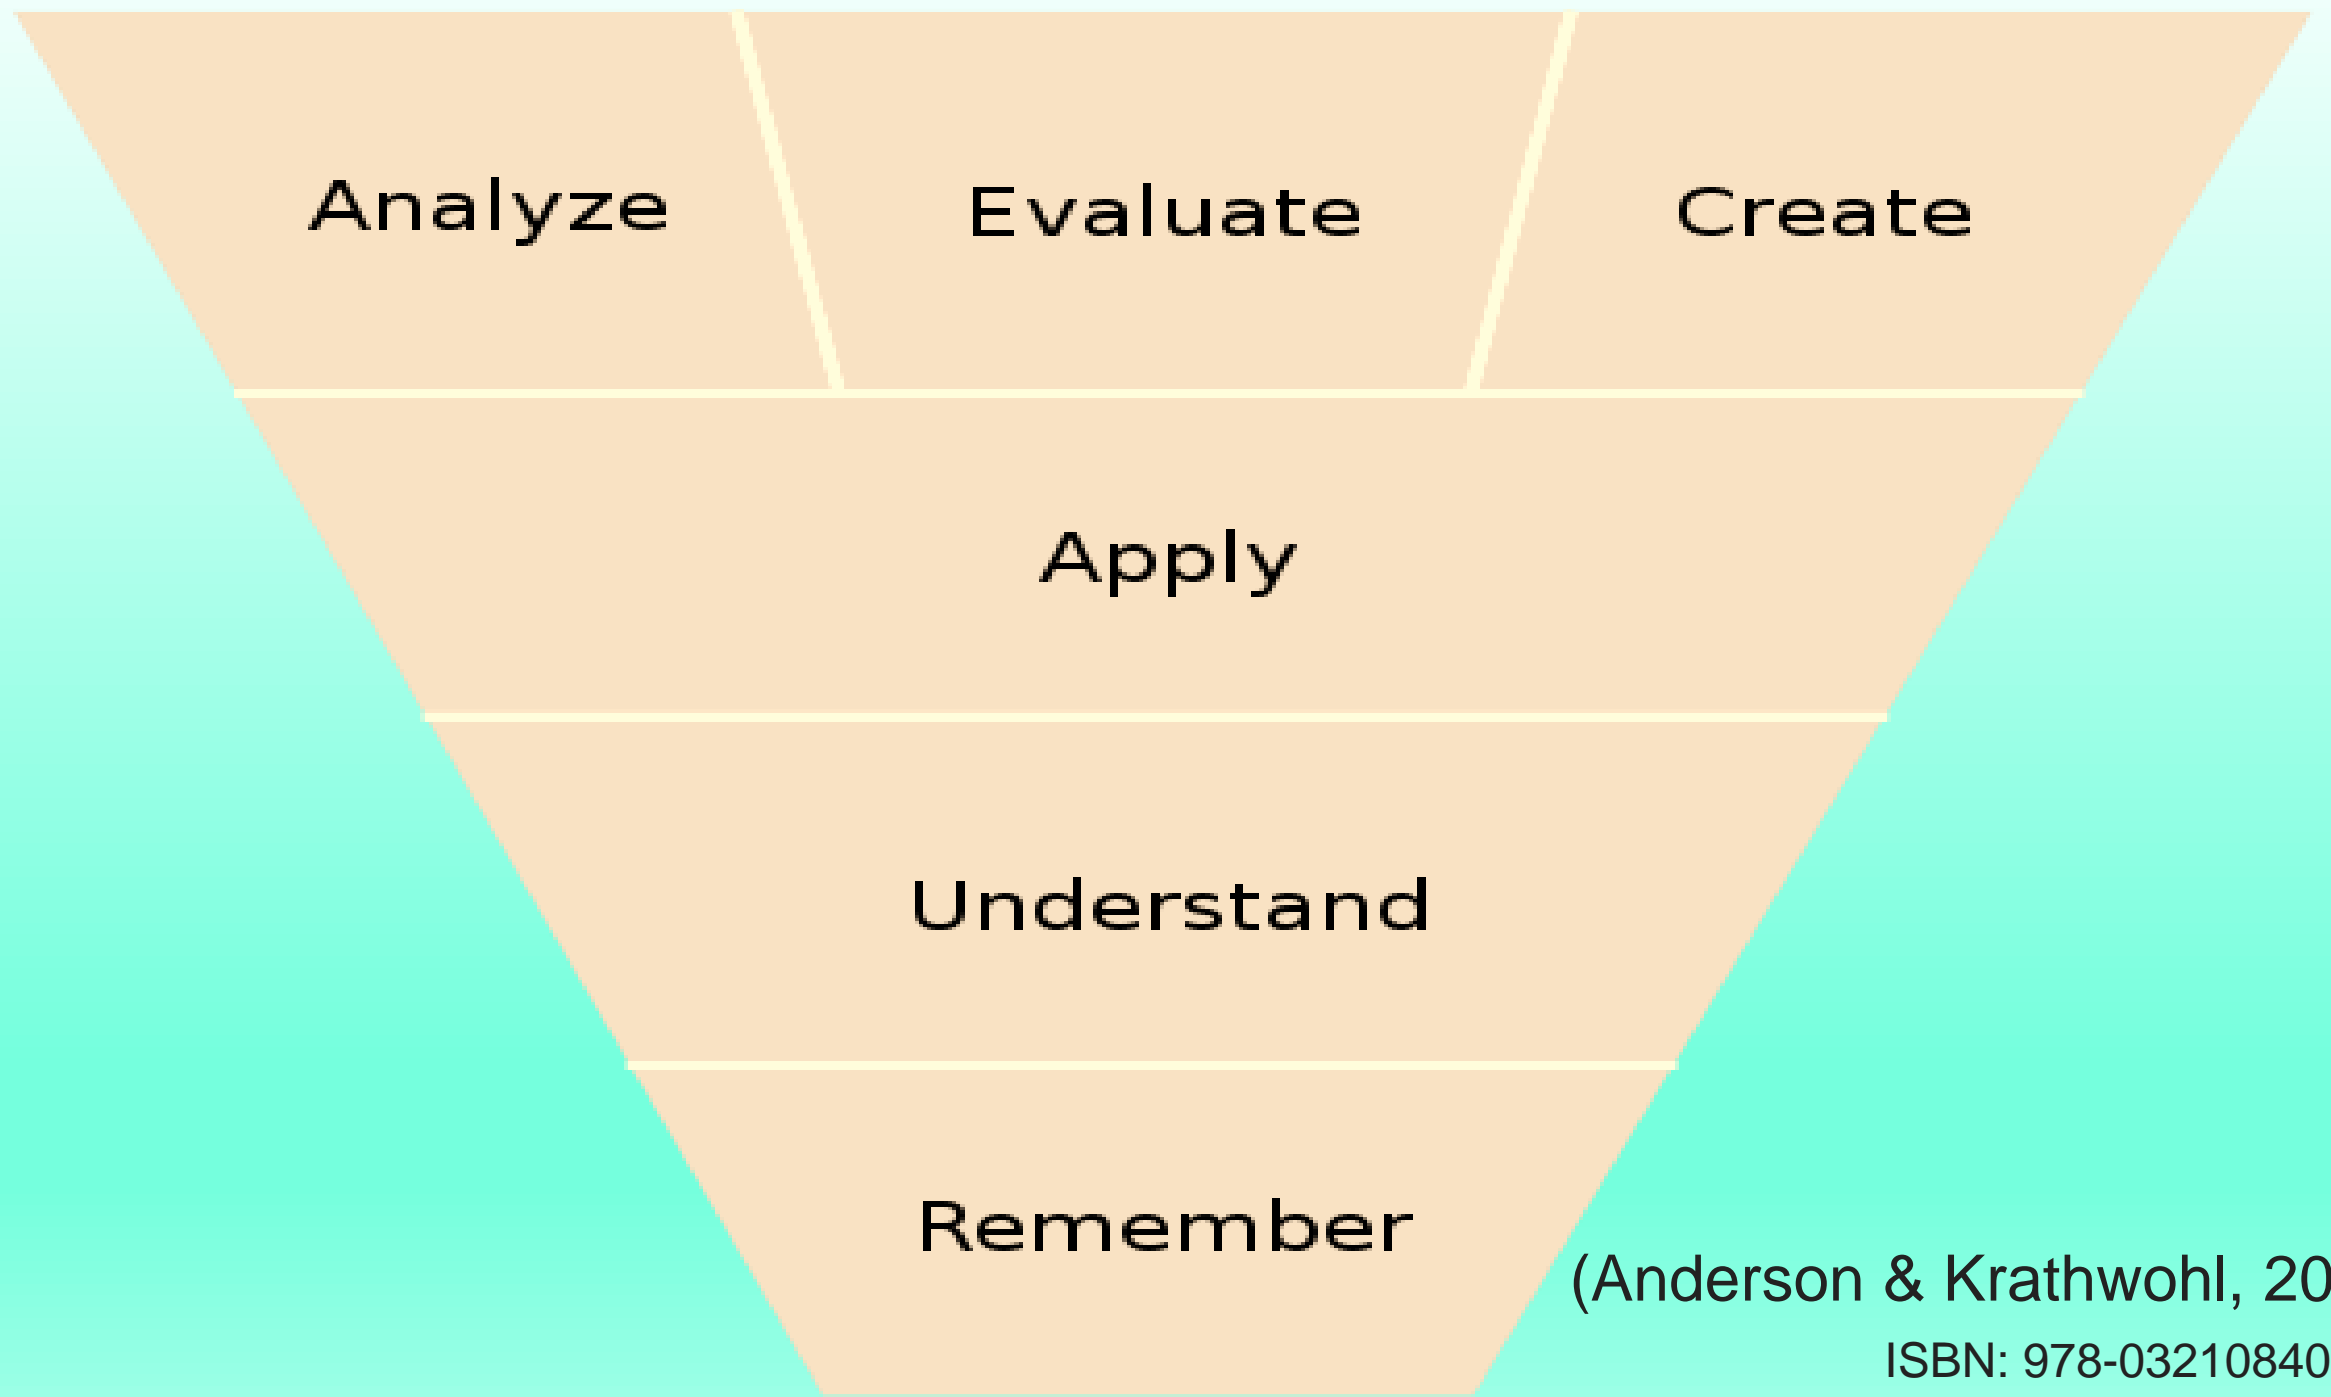 Analyze Evaluate Create
Apply
Understand
Remember
(Anderson & Krathwohl, 20
ISBN: 978-03210840